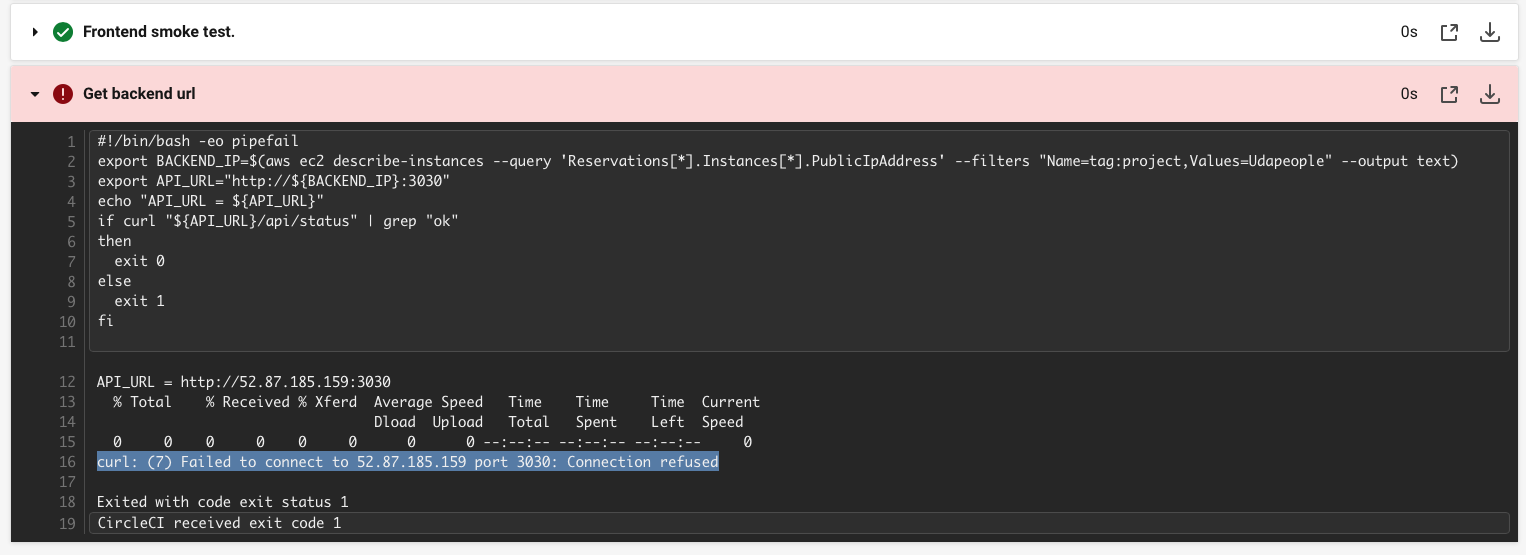 Frontend smoke test. 0s
Get backend url 0s
1 #!/bin/bash -eo pipefail
2 export BACKEND_IP=$(aws ec2 describe-instances --query 'Reservations[*].Instances[*].PublicIpAddress' --filters "Name=tag:project,Values=Udapeople" --output text)
3 export API_URL="http://${BACKEND_IP}:3030"
4 echo "API_URL = ${API_URL}"
5 if curl "${API_URL}/api/status" | grep "ok"
6 then
7   exit 0
8 else
9   exit 1
10 fi
11
12 API_URL = http://52.87.185.159:3030
13   % Total    % Received % Xferd  Average Speed   Time    Time     Time  Current
14                                  Dload  Upload   Total   Spent    Left  Speed
15   0     0    0     0    0     0      0      0 --:--:-- --:--:-- --:--:--     0
16 curl: (7) Failed to connect to 52.87.185.159 port 3030: Connection refused
17
18 Exited with code exit status 1
19 CircleCI received exit code 1